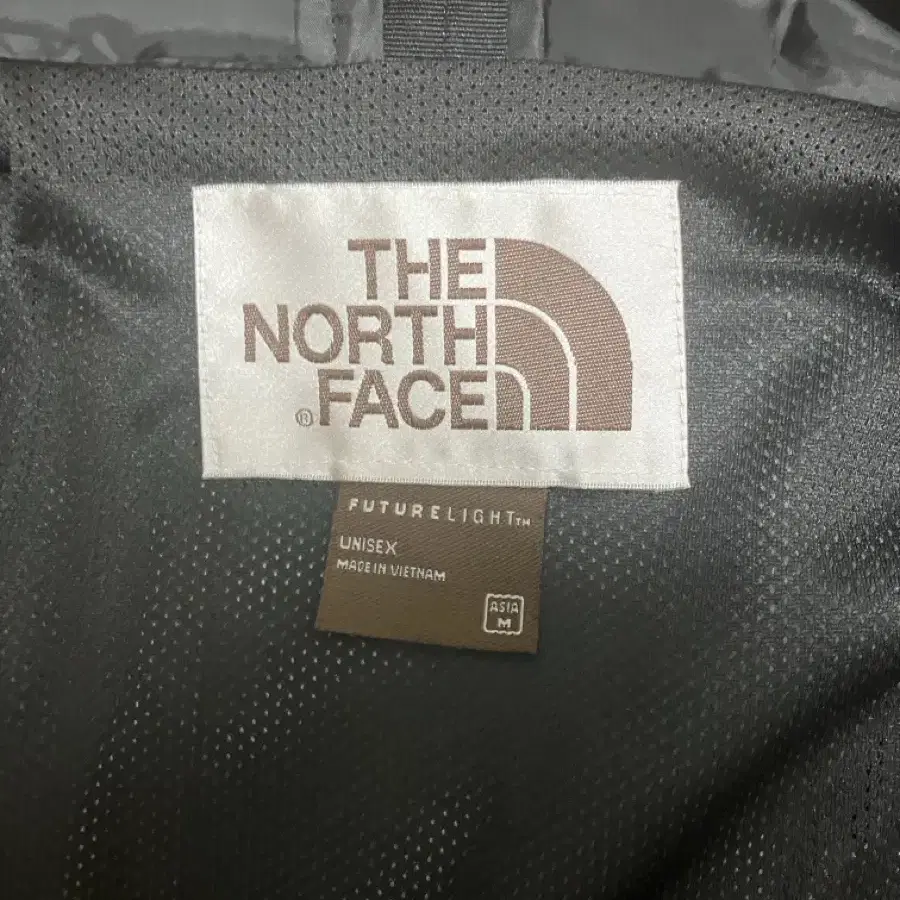 THE
NORTH
®FACE
FUTURELIGHT™
UNISEX
MADE IN VIETNAM
ASIA
M